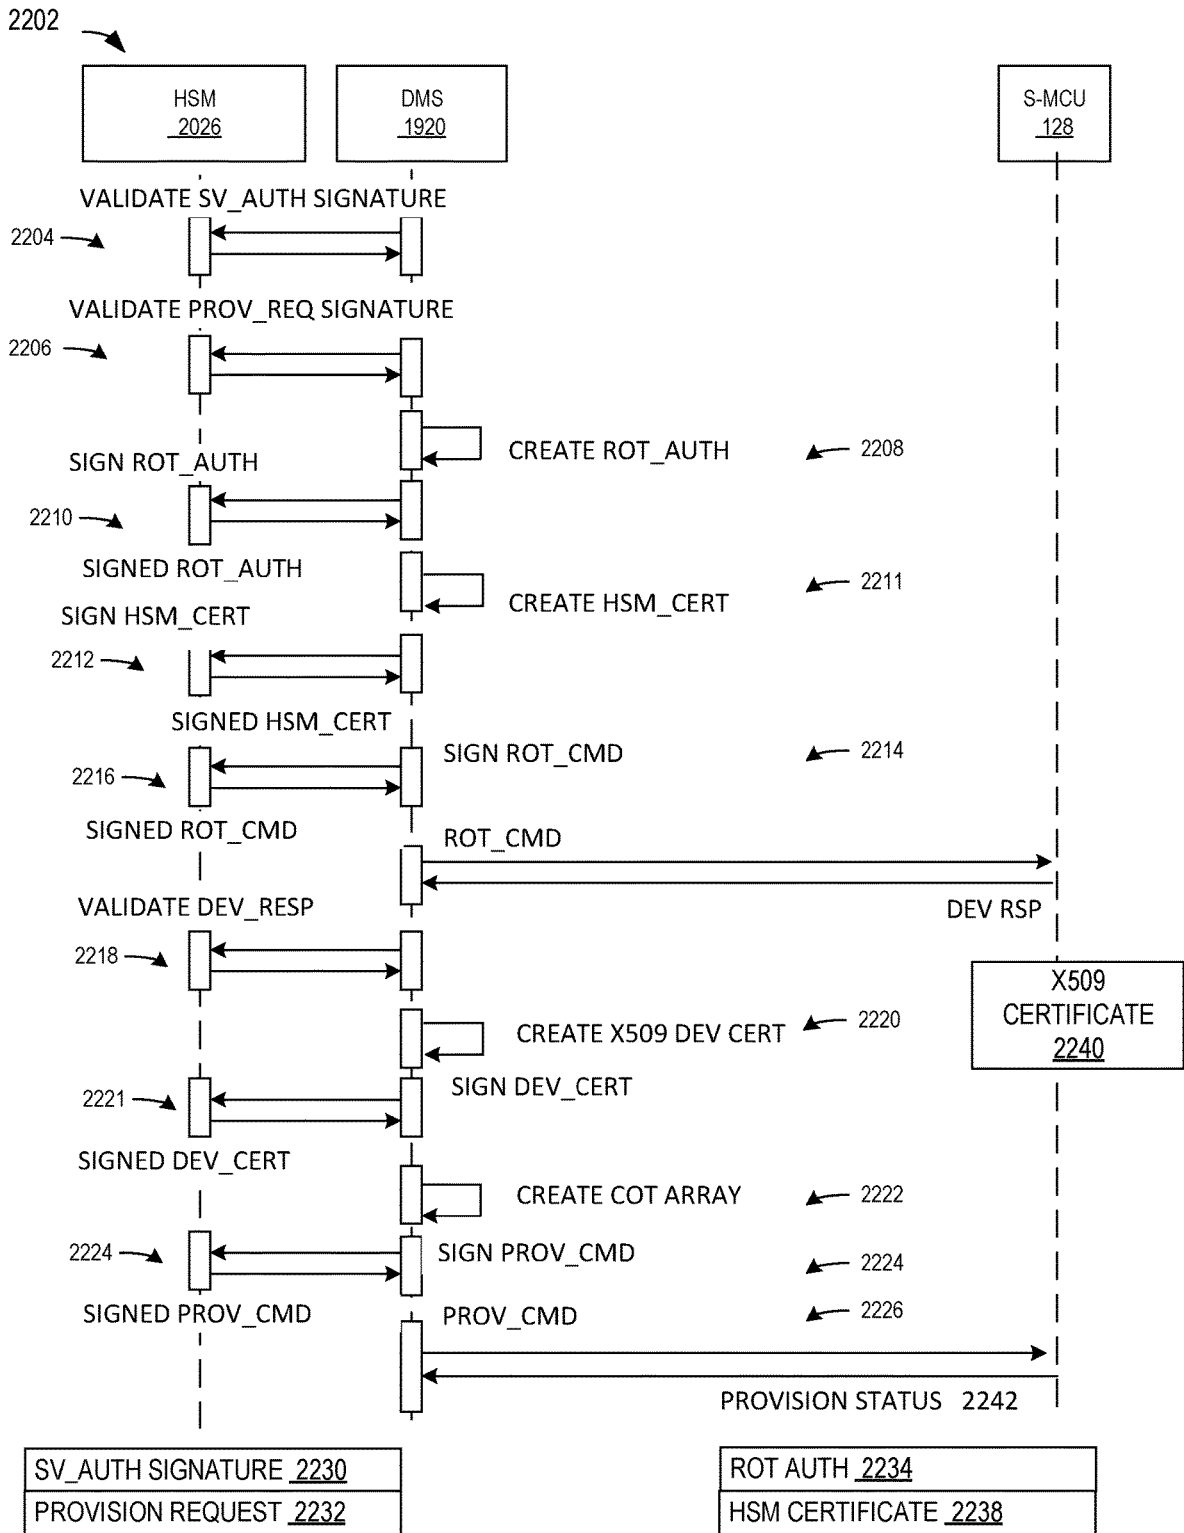 2202
HSM
2026
DMS
1920
S-MCU
128
VALIDATE SV_AUTH SIGNATURE
2204
VALIDATE PROV_REQ SIGNATURE
2206
CREATE ROT_AUTH
2208
SIGN ROT_AUTH
2210
SIGNED ROT_AUTH
2211
CREATE HSM_CERT
SIGN HSM_CERT
2212
SIGNED HSM_CERT
SIGN ROT_CMD
2214
2216
SIGNED ROT_CMD
ROT_CMD
VALIDATE DEV_RESP
DEV RSP
2218
X509
CERTIFICATE
2240
CREATE X509 DEV CERT
2220
SIGN DEV_CERT
2221
SIGNED DEV_CERT
CREATE COT ARRAY
2222
2224
SIGN PROV_CMD
2224
SIGNED PROV_CMD
PROV_CMD
2226
PROVISION STATUS 2242
SV_AUTH SIGNATURE 2230
PROVISION REQUEST 2232
ROT AUTH 2234
HSM CERTIFICATE 2238